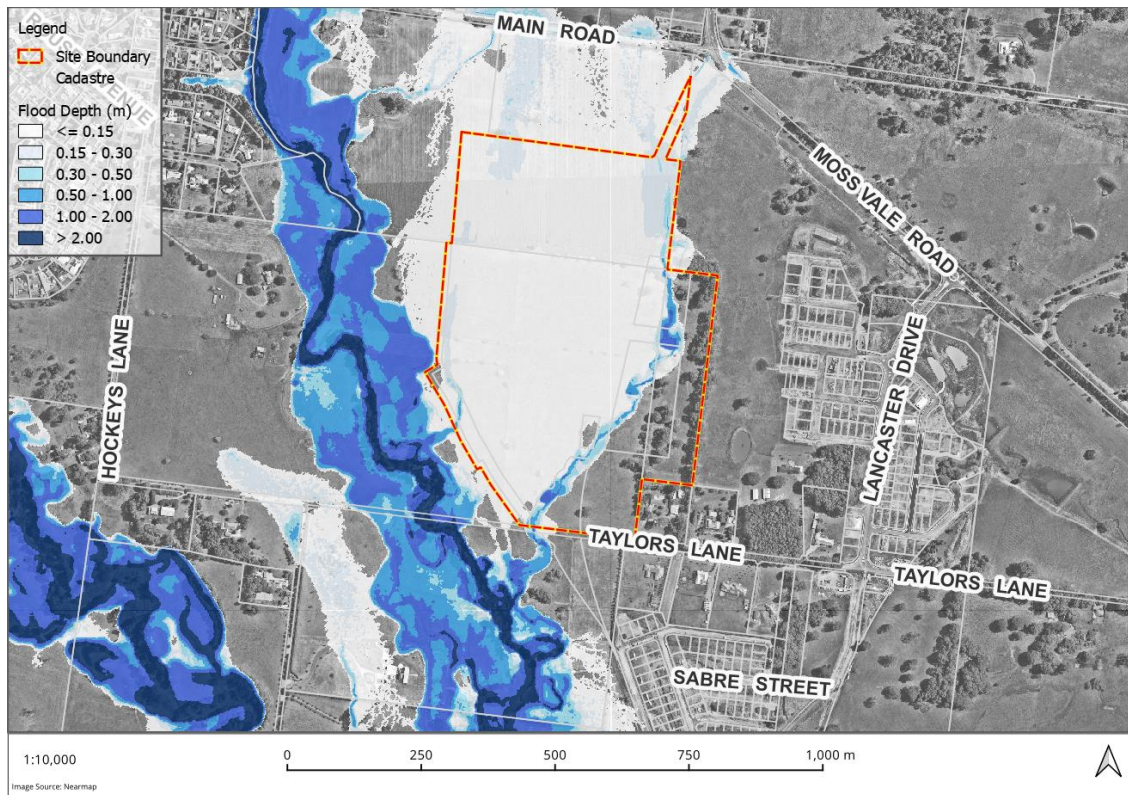 Legend
Site Boundary
Cadastre
Flood Depth (m)
<= 0.15
0.15 - 0.30
0.30 - 0.50
0.50 - 1.00
1.00 - 2.00
> 2.00
MAIN ROAD
MOSS VALE ROAD
HOCKEYS LANE
LANCASTER DRIVE
TAYLORS LANE
TAYLORS LANE
SABRE STREET
1:10,000
0 250 500 750 1,000 m
Image Source: Nearmap